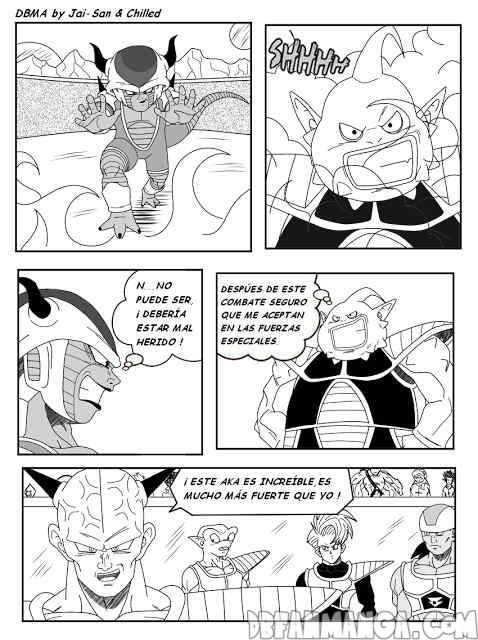 DBMA by Jai-San & Chilled
SHHHHH
N...NO
PUEDE SER,
¡ DEBERÍA
ESTAR MAL
HERIDO !
DESPÚES DE ESTE
COMBATE SEGURO
QUE ME ACEPTAN
EN LAS FUERZAS
ESPECIALES.
¡ ESTE AKA ES INCREÍBLE,ES
MUCHO MÁS FUERTE QUE YO !
DBFANMANGA.COM